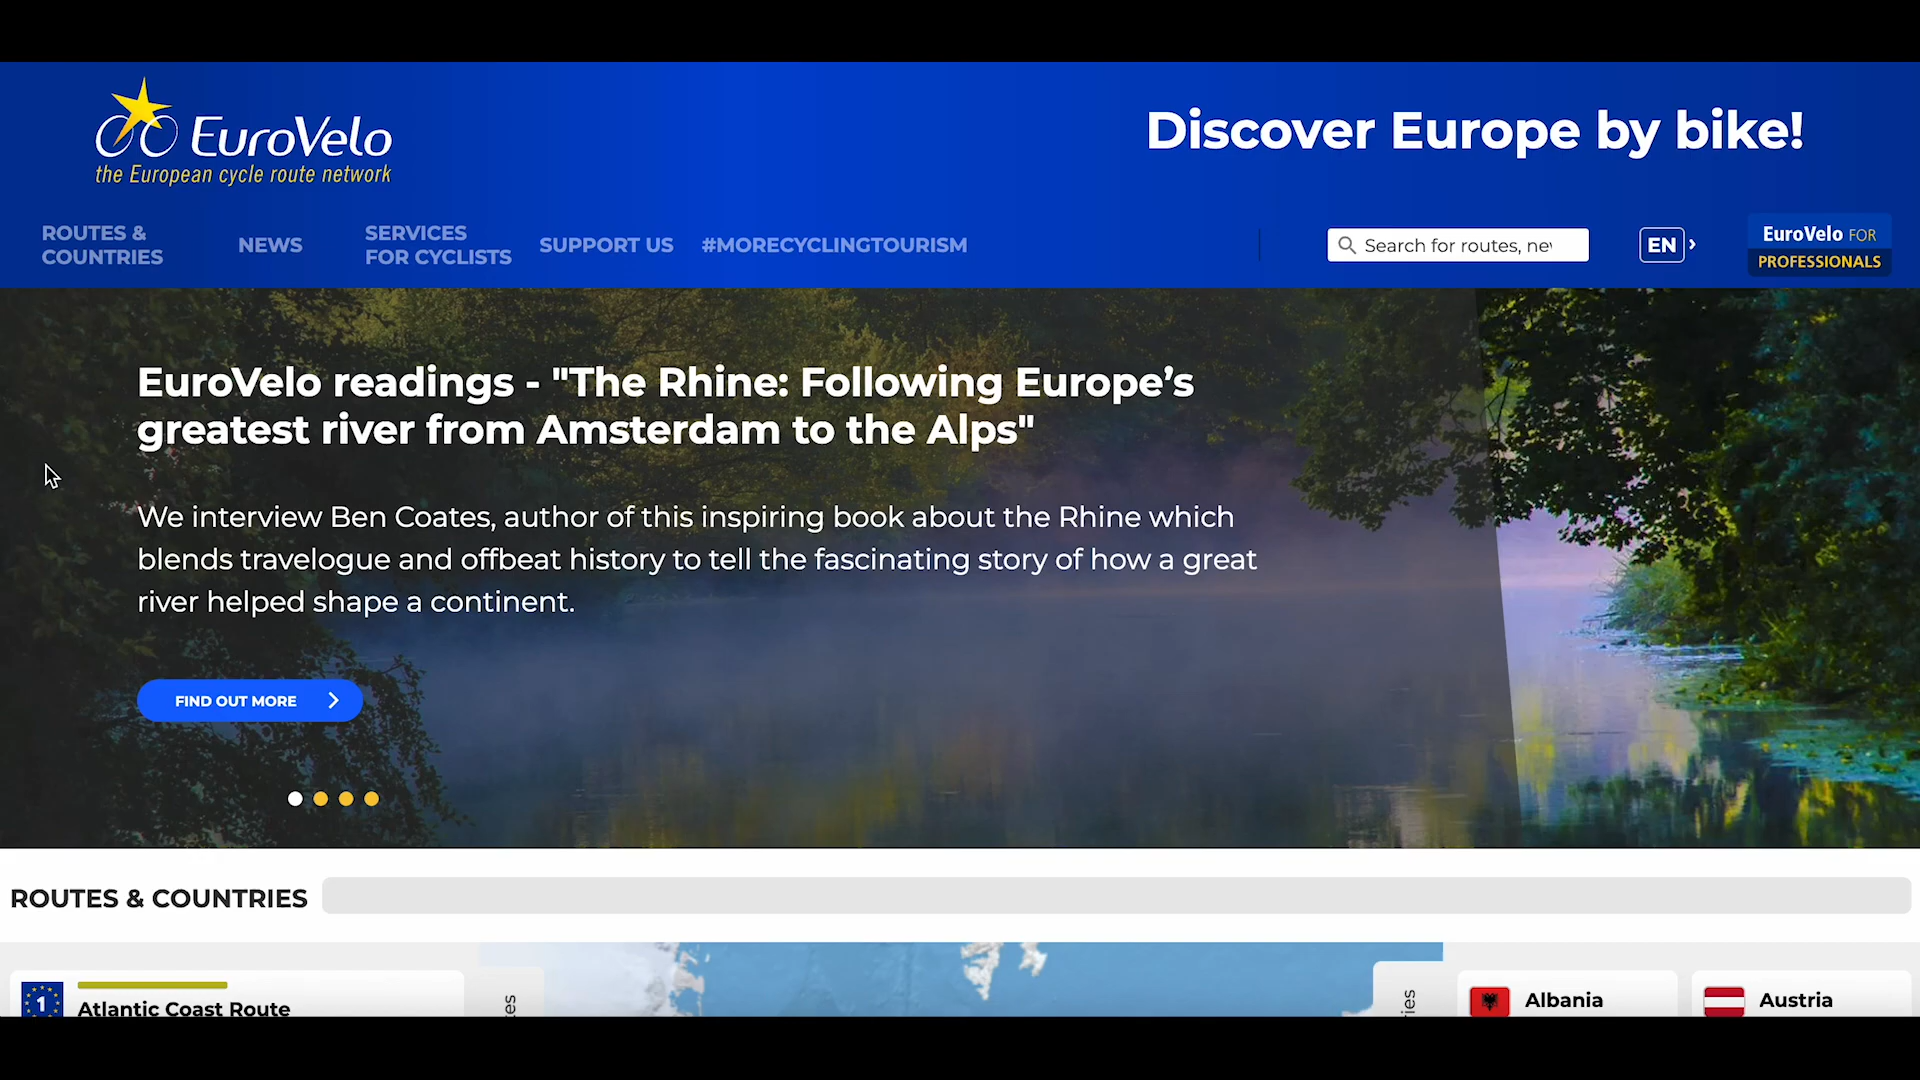 EuroVelo
the European cycle route network
Discover Europe by bike!
ROUTES &
COUNTRIES
NEWS
SERVICES
FOR CYCLISTS
SUPPORT US
#MORECYCLINGTOURISM
Search for routes, ne
EN
EuroVelo FOR
PROFESSIONALS
EuroVelo readings - "The Rhine: Following Europe’s
greatest river from Amsterdam to the Alps"
We interview Ben Coates, author of this inspiring book about the Rhine which
blends travelogue and offbeat history to tell the fascinating story of how a great
river helped shape a continent.
FIND OUT MORE
ROUTES & COUNTRIES
1
Atlantic Coast Route
Albania
Austria